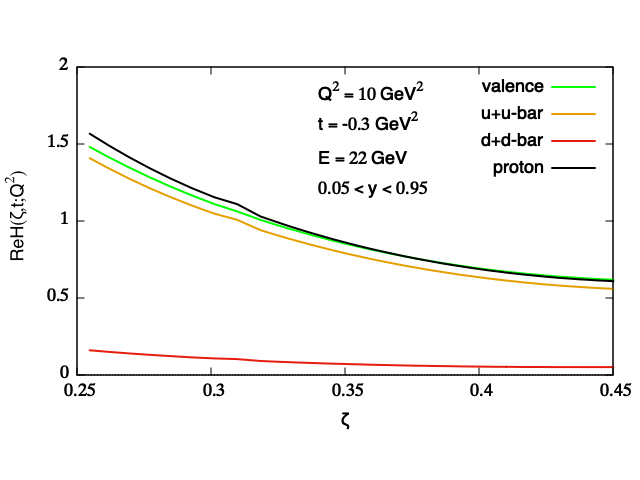 2
1.5
1
0.5
0
0.25
0.3
0.35
0.4
0.45
ReH(ζ,t;Q²)
ζ
Q² = 10 GeV²
t = -0.3 GeV²
E = 22 GeV
0.05 < y < 0.95
valence
u+u-bar
d+d-bar
proton